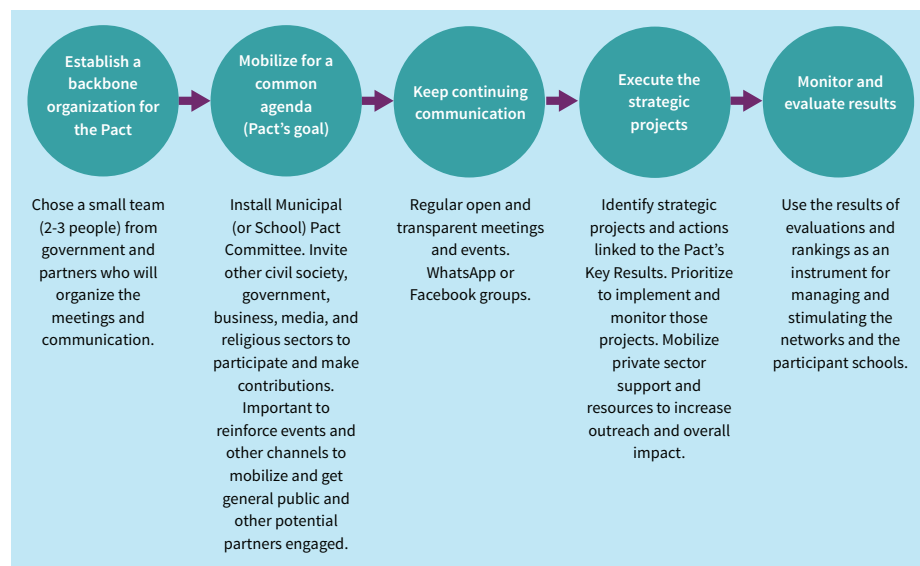 Establish a
backbone
organization for
the Pact
Mobilize for a
common
agenda
(Pact's goal)
Keep continuing
communication
Execute the
strategic
projects
Monitor and
evaluate results
Chose a small team
(2-3 people) from
government and
partners who will
organize the
meetings and
communication.
Install Municipal
(or School) Pact
Committee. Invite
other civil society,
government,
business, media, and
religious sectors to
participate and make
contributions.
Important to
reinforce events and
other channels to
mobilize and get
general public and
other potential
partners engaged.
Regular open and
transparent meetings
and events.
WhatsApp or
Facebook groups.
Identify strategic
projects and actions
linked to the Pact's
Key Results. Prioritize
to implement and
monitor those
projects. Mobilize
private sector
support and
resources to increase
outreach and overall
impact.
Use the results of
evaluations and
rankings as an
instrument for
managing and
stimulating the
networks and the
participant schools.